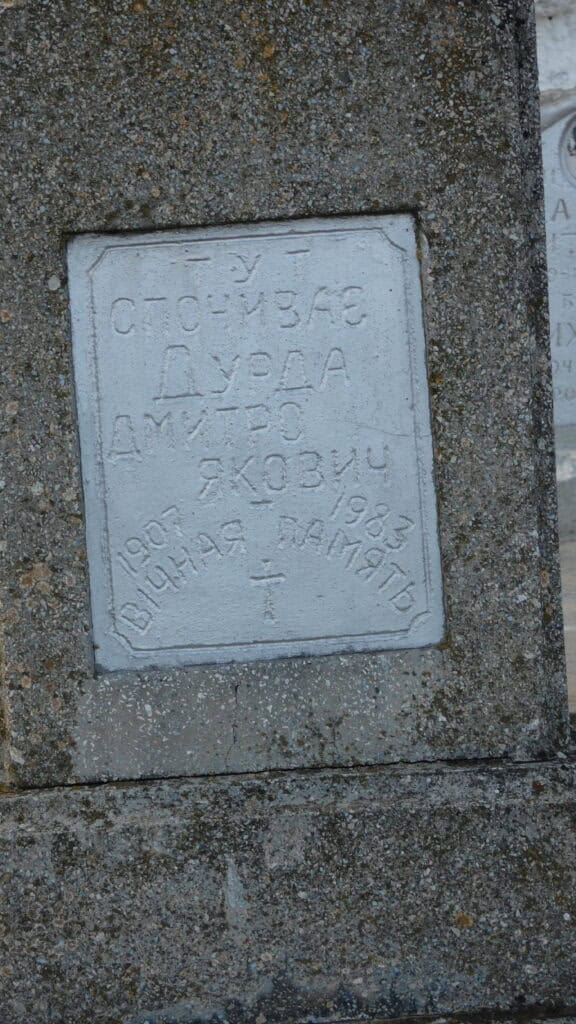 ТУТ
СПОЧИВАЄ
ДУРДА
ДМИТРО
ЯКОВИЧ
1907 - 1983
ВІЧНАЯ ПАМЯТЬ